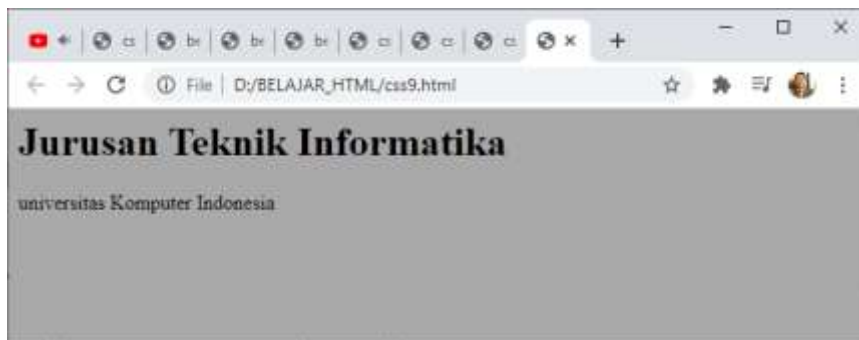 File D:/BELAJAR_HTML/css9.html
Jurusan Teknik Informatika
universitas Komputer Indonesia